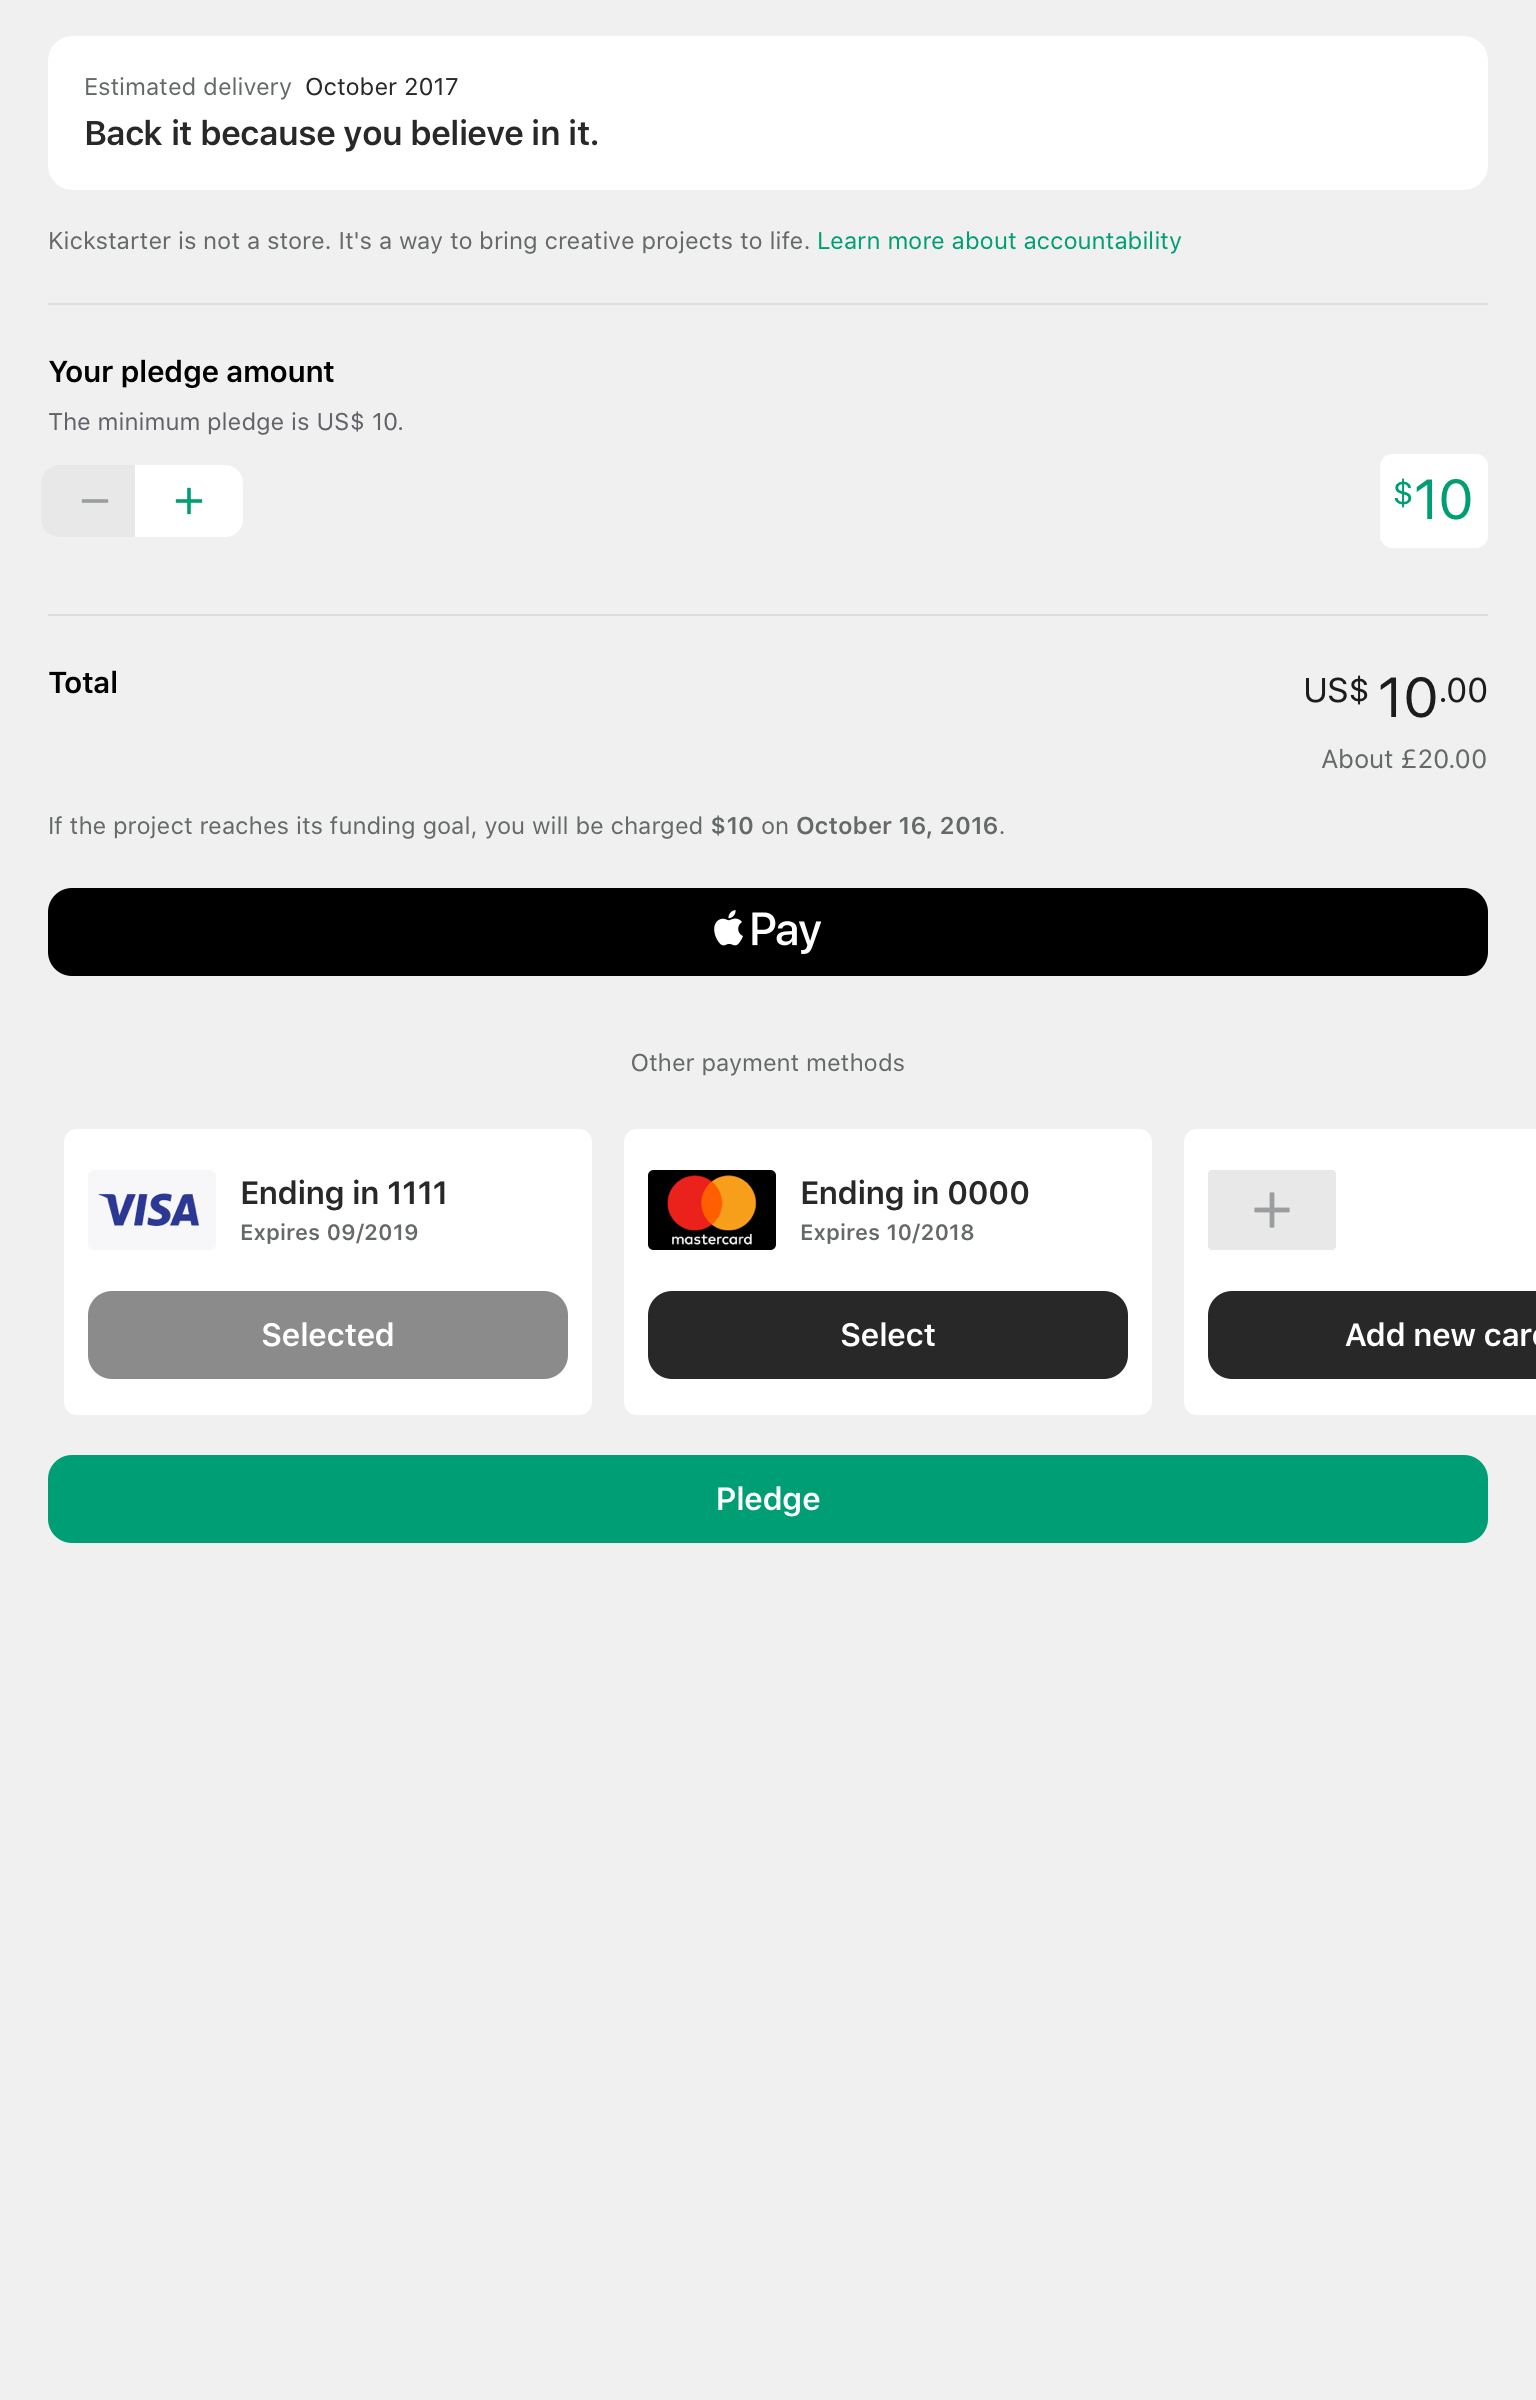 Estimated delivery October 2017
Back it because you believe in it.
Kickstarter is not a store. It's a way to bring creative projects to life. Learn more about accountability
Your pledge amount
The minimum pledge is US$ 10.
− +
$10
Total
US$ 10.00
About £20.00
If the project reaches its funding goal, you will be charged $10 on October 16, 2016.
Pay
Other payment methods
VISA
Ending in 1111
Expires 09/2019
Selected
mastercard
Ending in 0000
Expires 10/2018
Select
+
Add new car
Pledge